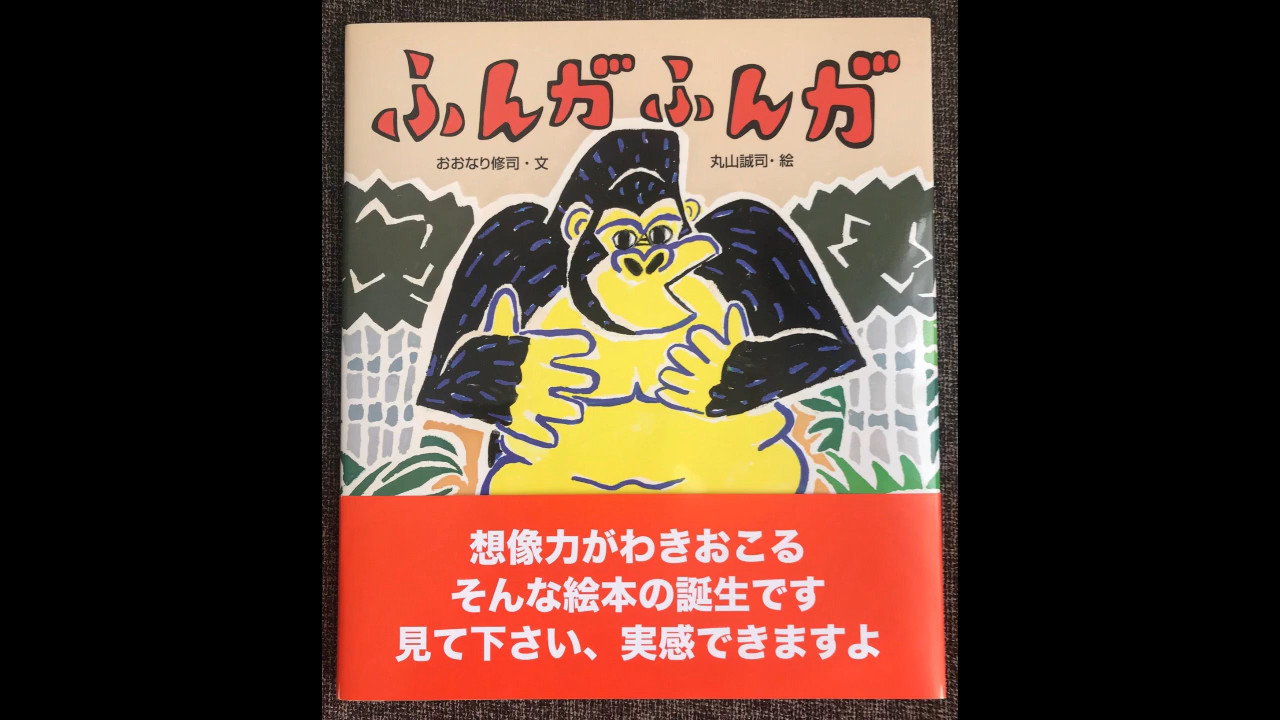 ふんがふんが
おおなり修司・文
丸山誠司・絵
想像力がわきおこる
そんな絵本の誕生です
見て下さい、実感できますよ